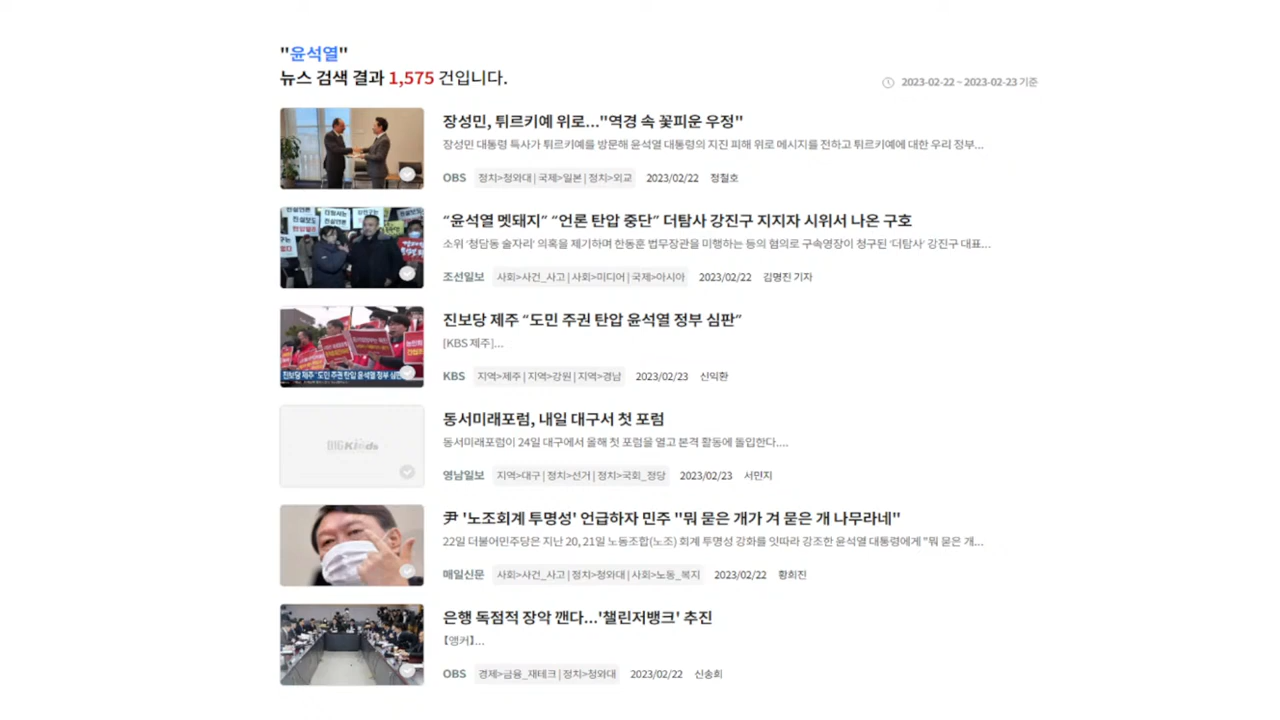 "윤석열"
뉴스 검색 결과 1,575 건입니다.
2023-02-22 ~ 2023-02-23 기준
장성민, 튀르키예 위로..."역경 속 꽃피운 우정"
장성민 대통령 특사가 튀르키예를 방문해 윤석열 대통령의 지진 피해 위로 메시지를 전하고 튀르키예에 대한 우리 정부...
OBS 정치>청와대 | 국제>일본 | 정치>외교 2023/02/22 정철호
“윤석열 멧돼지” “언론 탄압 중단” 더탐사 강진구 지지자 시위서 나온 구호
소위 ‘청담동 술자리’ 의혹을 제기하며 한동훈 법무장관을 미행하는 등의 혐의로 구속영장이 청구된 ‘더탐사’ 강진구 대표...
조선일보 사회>사건_사고 | 사회>미디어 | 국제>아시아 2023/02/22 김명진 기자
진보당 제주 “도민 주권 탄압 윤석열 정부 심판”
[KBS 제주]...
진보당 제주 “도민 주권 탄압 윤석열 정부 심판
KBS 지역>제주 | 지역>강원 | 지역>경남 2023/02/23 신익환
동서미래포럼, 내일 대구서 첫 포럼
동서미래포럼이 24일 대구에서 올해 첫 포럼을 열고 본격 활동에 돌입한다....
BIGKinds
영남일보 지역>대구 | 정치>선거 | 정치>국회_정당 2023/02/23 서민지
尹 '노조회계 투명성' 언급하자 민주 "뭐 묻은 개가 겨 묻은 개 나무라네"
22일 더불어민주당은 지난 20, 21일 노동조합(노조) 회계 투명성 강화를 잇따라 강조한 윤석열 대통령에게 "뭐 묻은 개...
매일신문 사회>사건_사고 | 정치>청와대 | 사회>노동_복지 2023/02/22 황희진
은행 독점적 장악 깬다...'챌린저뱅크' 추진
【앵커】...
OBS 경제>금융_재테크 | 정치>청와대 2023/02/22 신송희